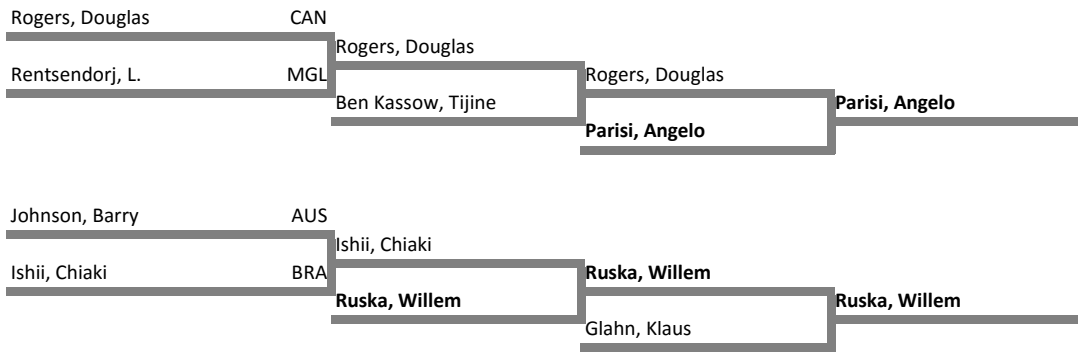 Rogers, Douglas CAN
Rogers, Douglas
Rentsendorj, L. MGL
Rogers, Douglas
Ben Kassow, Tijine
Parisi, Angelo
Parisi, Angelo
Johnson, Barry AUS
Ishii, Chiaki
Ishii, Chiaki BRA
Ruska, Willem
Ruska, Willem
Ruska, Willem
Glahn, Klaus